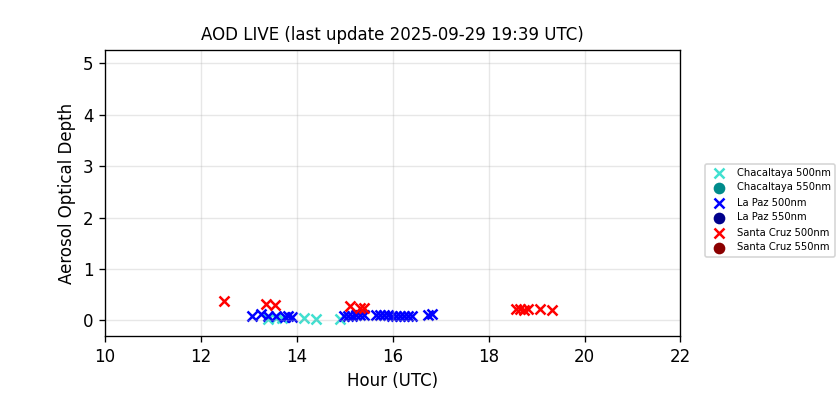 AOD LIVE (last update 2025-09-29 19:39 UTC)
Aerosol Optical Depth
5
4
3
2
1
0
10 12 14 16 18 20 22
Hour (UTC)
Chacaltaya 500nm
Chacaltaya 550nm
La Paz 500nm
La Paz 550nm
Santa Cruz 500nm
Santa Cruz 550nm